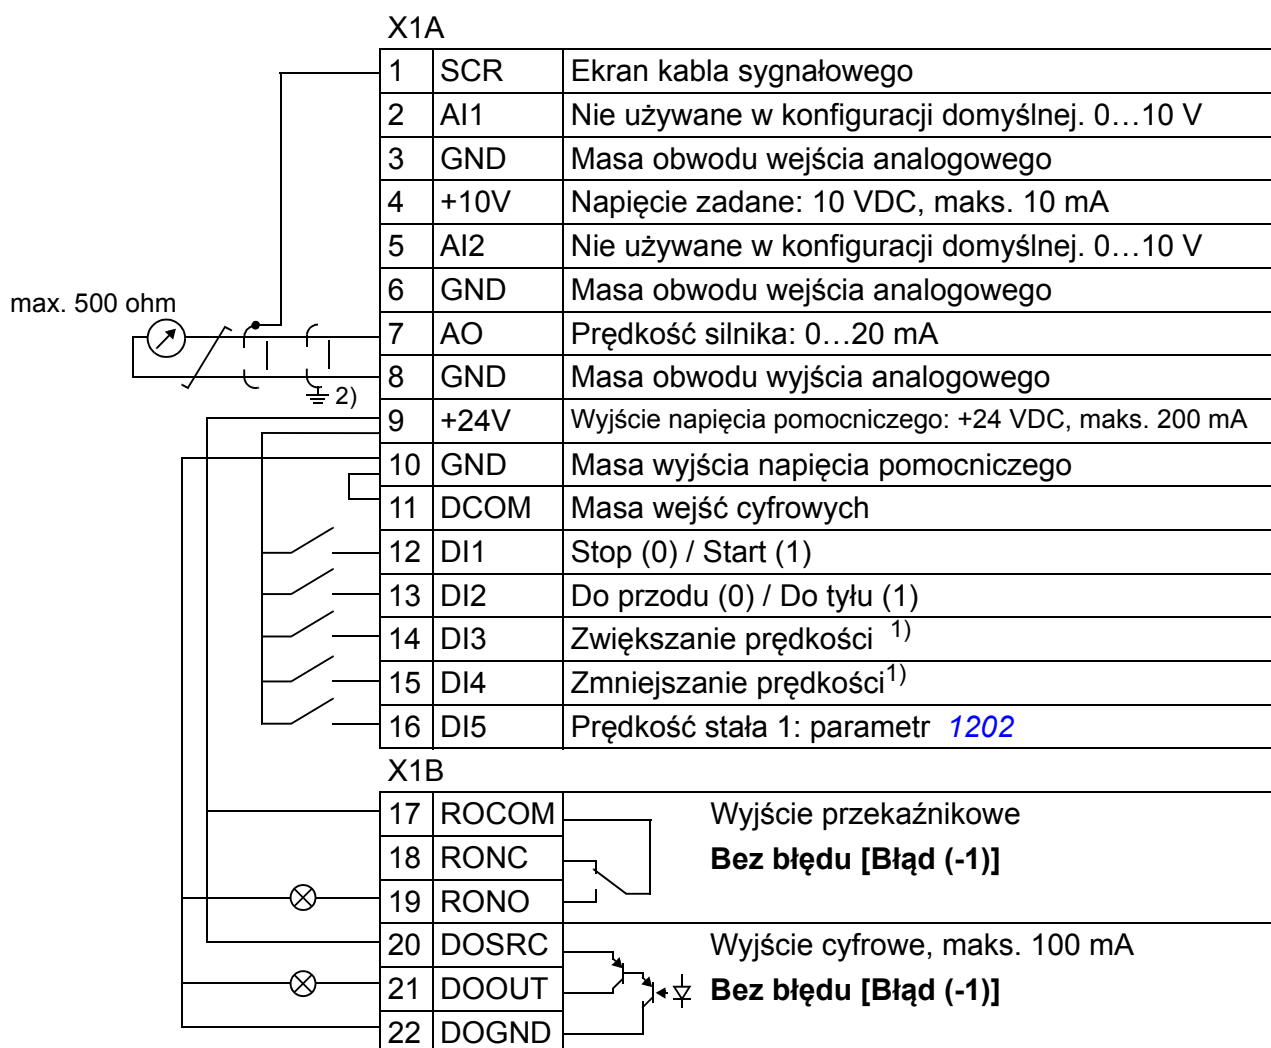 X1A
1 SCR Ekran kabla sygnałowego
2 AI1 Nie używane w konfiguracji domyślnej. 0…10 V
3 GND Masa obwodu wejścia analogowego
4 +10V Napięcie zadane: 10 VDC, maks. 10 mA
5 AI2 Nie używane w konfiguracji domyślnej. 0…10 V
6 GND Masa obwodu wejścia analogowego
max. 500 ohm
7 AO Prędkość silnika: 0…20 mA
8 GND Masa obwodu wyjścia analogowego
2)
9 +24V Wyjście napięcia pomocniczego: +24 VDC, maks. 200 mA
10 GND Masa wyjścia napięcia pomocniczego
11 DCOM Masa wejść cyfrowych
12 DI1 Stop (0) / Start (1)
13 DI2 Do przodu (0) / Do tyłu (1)
14 DI3 Zwiększanie prędkości 1)
15 DI4 Zmniejszanie prędkości1)
16 DI5 Prędkość stała 1: parametr 1202
X1B
17 ROCOM Wyjście przekaźnikowe
18 RONC Bez błędu [Błąd (-1)]
19 RONO
20 DOSRC Wyjście cyfrowe, maks. 100 mA
21 DOOUT Bez błędu [Błąd (-1)]
22 DOGND